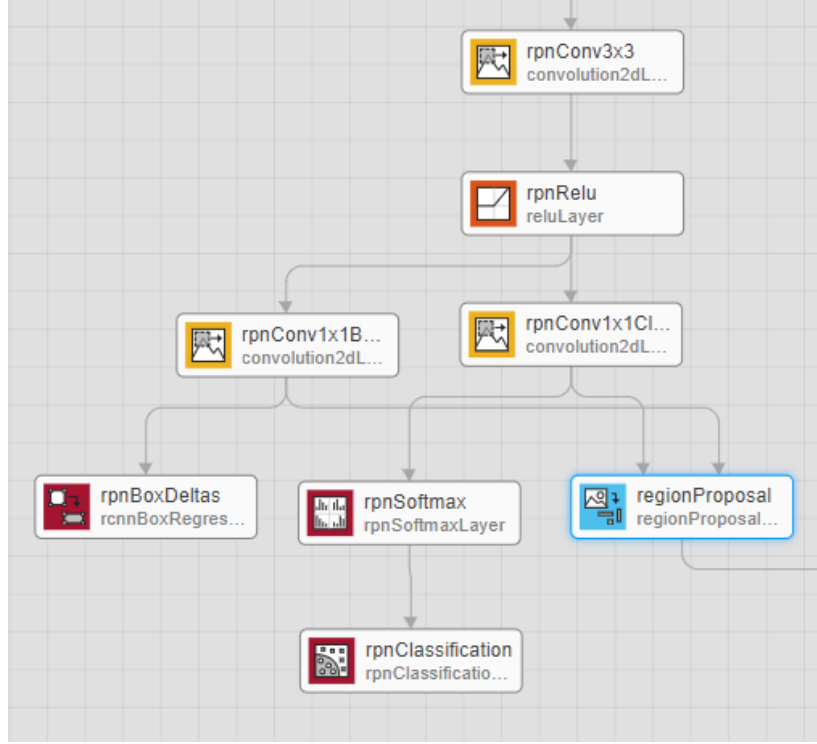 rpnConv3x3
convolution2dL...
rpnRelu
reluLayer
rpnConv1x1B...
convolution2dL...
rpnConv1x1Cl...
convolution2dL...
rpnBoxDeltas
rcnnBoxRegres...
rpnSoftmax
rpnSoftmaxLayer
regionProposal
regionProposal...
rpnClassification
rpnClassificatio...